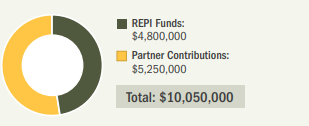 REPI Funds:
$4,800,000
Partner Contributions:
$5,250,000
Total: $10,050,000